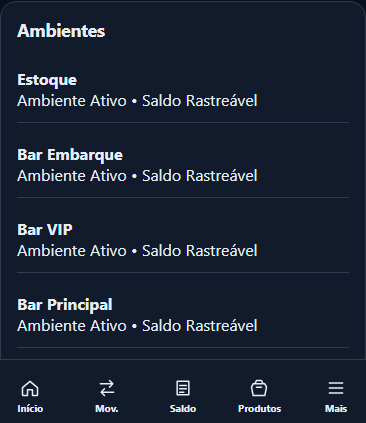 Ambientes
Estoque
Ambiente Ativo • Saldo Rastreável
Bar Embarque
Ambiente Ativo • Saldo Rastreável
Bar VIP
Ambiente Ativo • Saldo Rastreável
Bar Principal
Ambiente Ativo • Saldo Rastreável
Início Mov. Saldo Produtos Mais